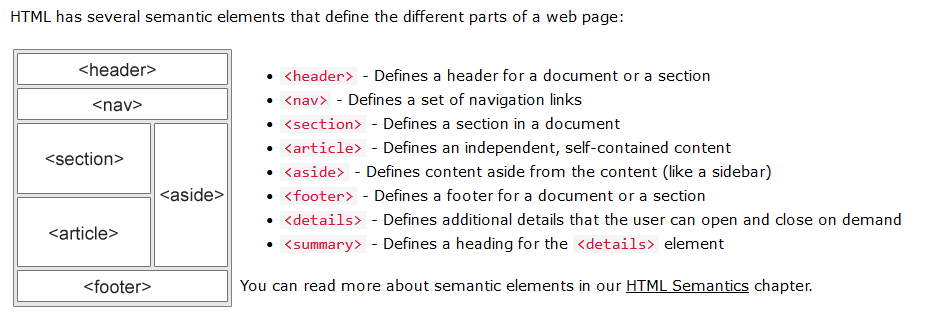 HTML has several semantic elements that define the different parts of a web page:
<header>
<nav>
<section>
<article>
<aside>
<footer>
• <header> - Defines a header for a document or a section
• <nav> - Defines a set of navigation links
• <section> - Defines a section in a document
• <article> - Defines an independent, self-contained content
• <aside> - Defines content aside from the content (like a sidebar)
• <footer> - Defines a footer for a document or a section
• <details> - Defines additional details that the user can open and close on demand
• <summary> - Defines a heading for the <details> element
You can read more about semantic elements in our HTML Semantics chapter.